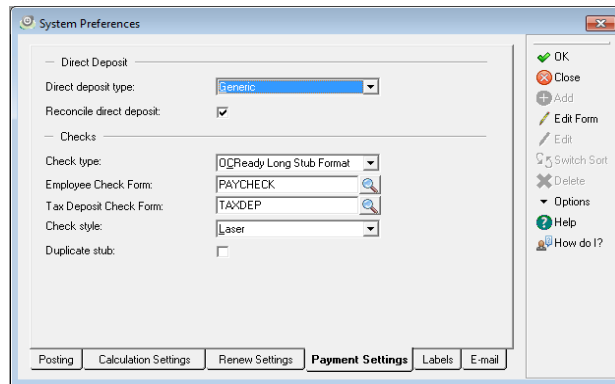 System Preferences
Direct Deposit
Direct deposit type: Generic
Reconcile direct deposit:
Checks
Check type: OCReady Long Stub Format
Employee Check Form: PAYCHECK
Tax Deposit Check Form: TAXDEP
Check style: Laser
Duplicate stub:
Posting Calculation Settings Renew Settings Payment Settings Labels E-mail
OK
Close
Add
Edit Form
Edit
Switch Sort
Delete
Options
Help
How do I?